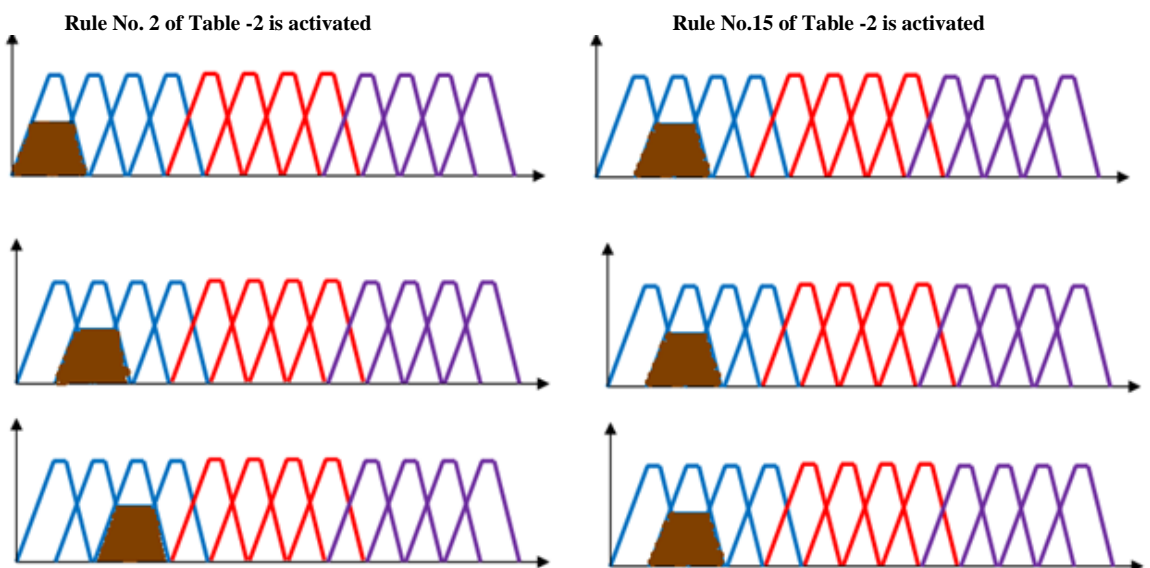 Rule No. 2 of Table -2 is activated
Rule No.15 of Table -2 is activated